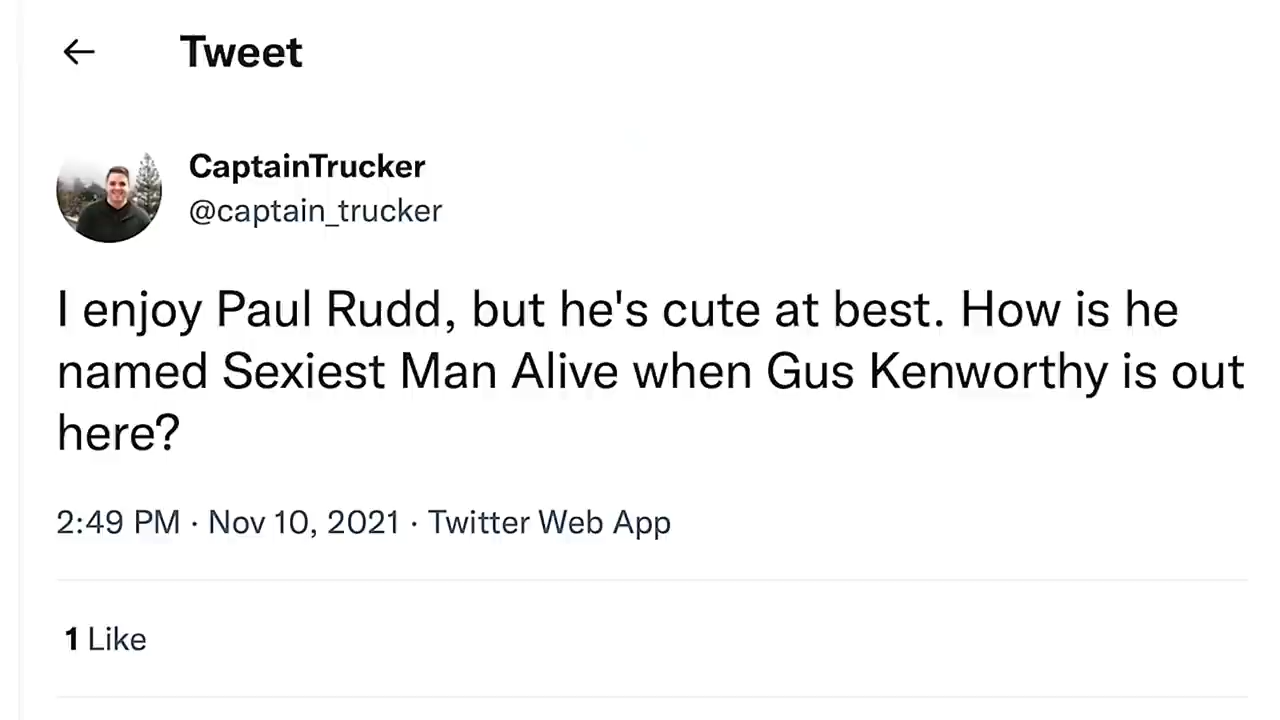 Tweet
CaptainTrucker
@captain_trucker
I enjoy Paul Rudd, but he's cute at best. How is he
named Sexiest Man Alive when Gus Kenworthy is out
here?
2:49 PM · Nov 10, 2021 · Twitter Web App
1 Like